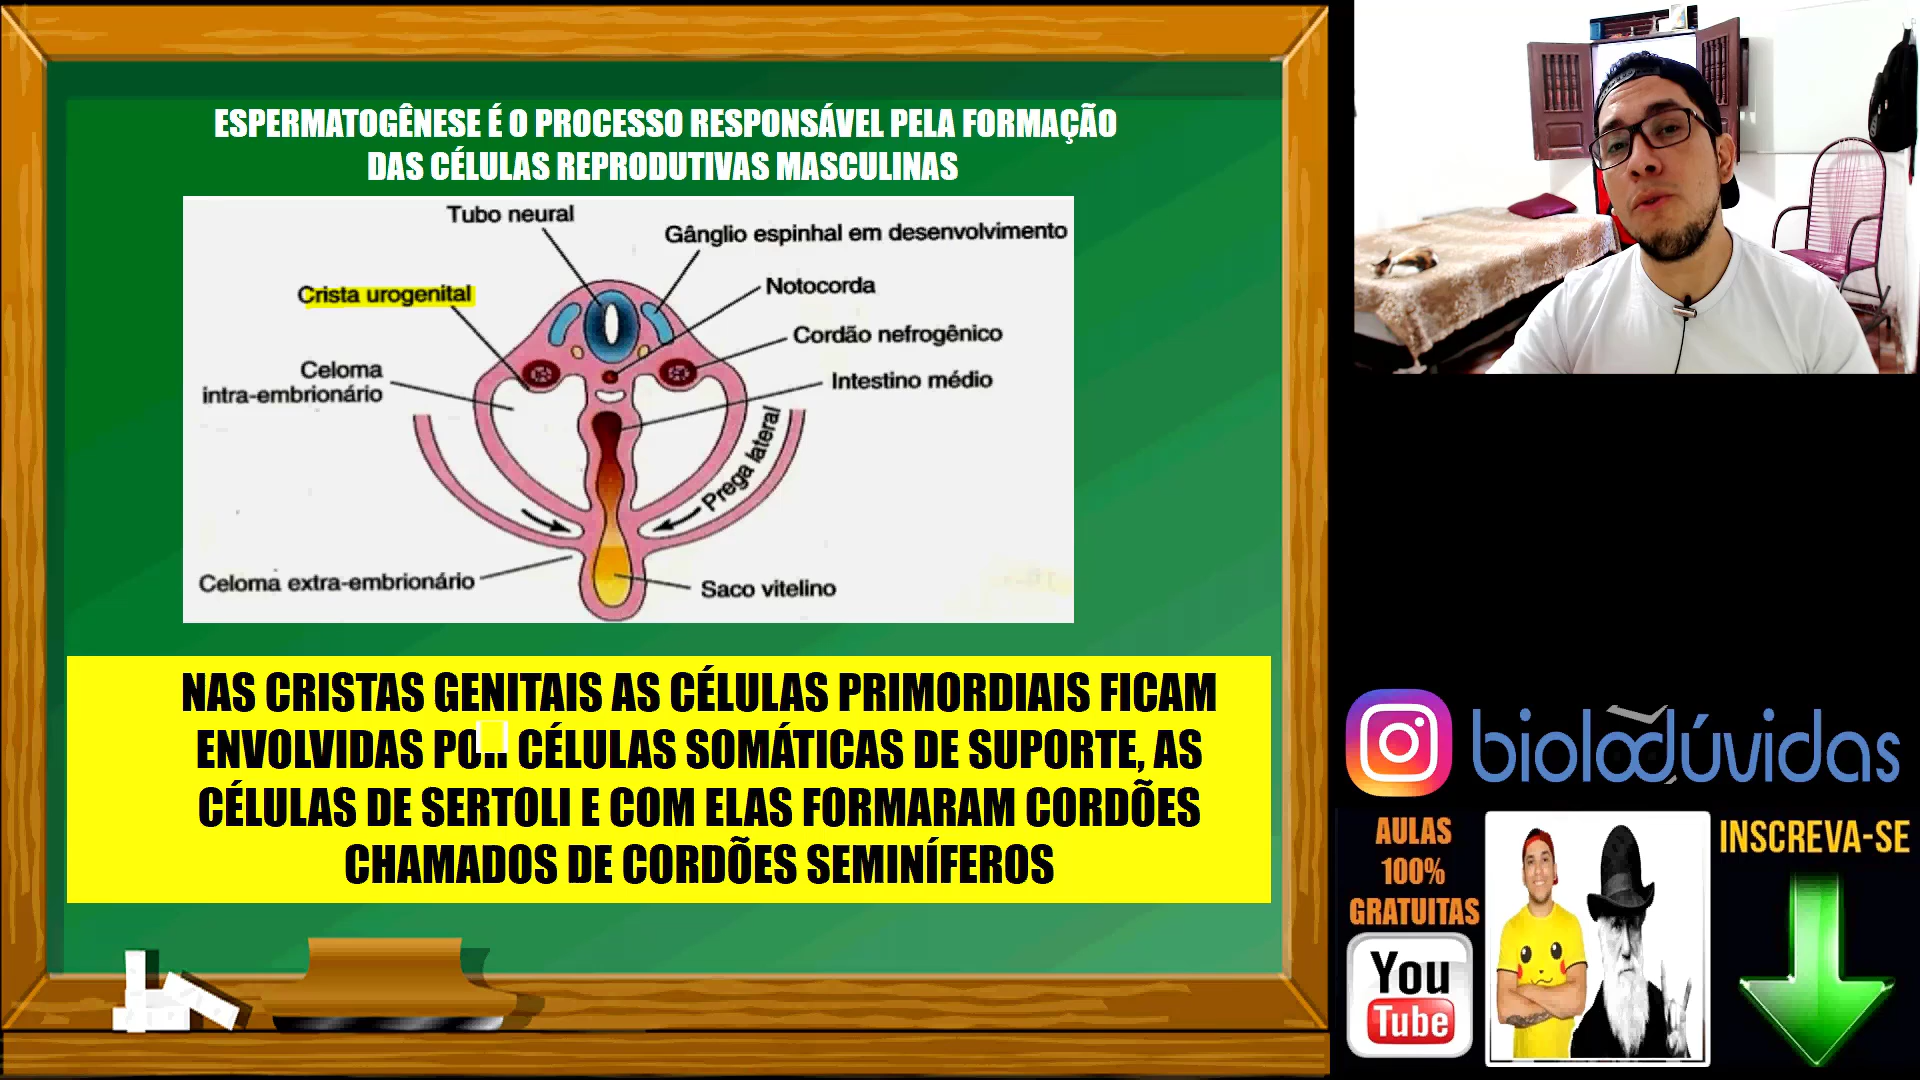 ESPERMATOGÊNESE É O PROCESSO RESPONSÁVEL PELA FORMAÇÃO
DAS CÉLULAS REPRODUTIVAS MASCULINAS
Tubo neural
Gânglio espinhal em desenvolvimento
Crista urogenital
Notocorda
Cordão nefrogênico
Celoma
intra-embrionário
Intestino médio
Prega lateral
Celoma extra-embrionário
Saco vitelino
NAS CRISTAS GENITAIS AS CÉLULAS PRIMORDIAIS FICAM
ENVOLVIDAS CÉLULAS SOMÁTICAS DE SUPORTE, AS
CÉLULAS DE SERTOLI E COM ELAS FORMARAM CORDÕES
CHAMADOS DE CORDÕES SEMINÍFEROS
biolodúvidas
AULAS
100%
GRATUITAS
INSCREVA-SE
You
Tube